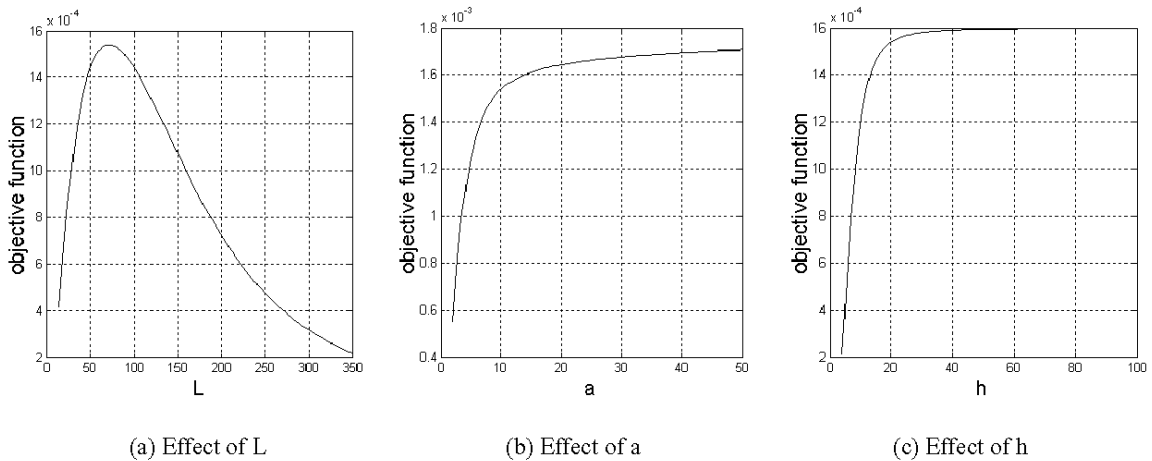 x 10⁻⁴
16
14
12
10
8
6
4
2
0 50 100 150 200 250 300 350
objective function
L
x 10⁻³
1.8
1.6
1.4
1.2
1
0.8
0.6
0.4
0 10 20 30 40 50
objective function
a
x 10⁻⁴
16
14
12
10
8
6
4
2
0 20 40 60 80 100
objective function
h
(a) Effect of L
(b) Effect of a
(c) Effect of h